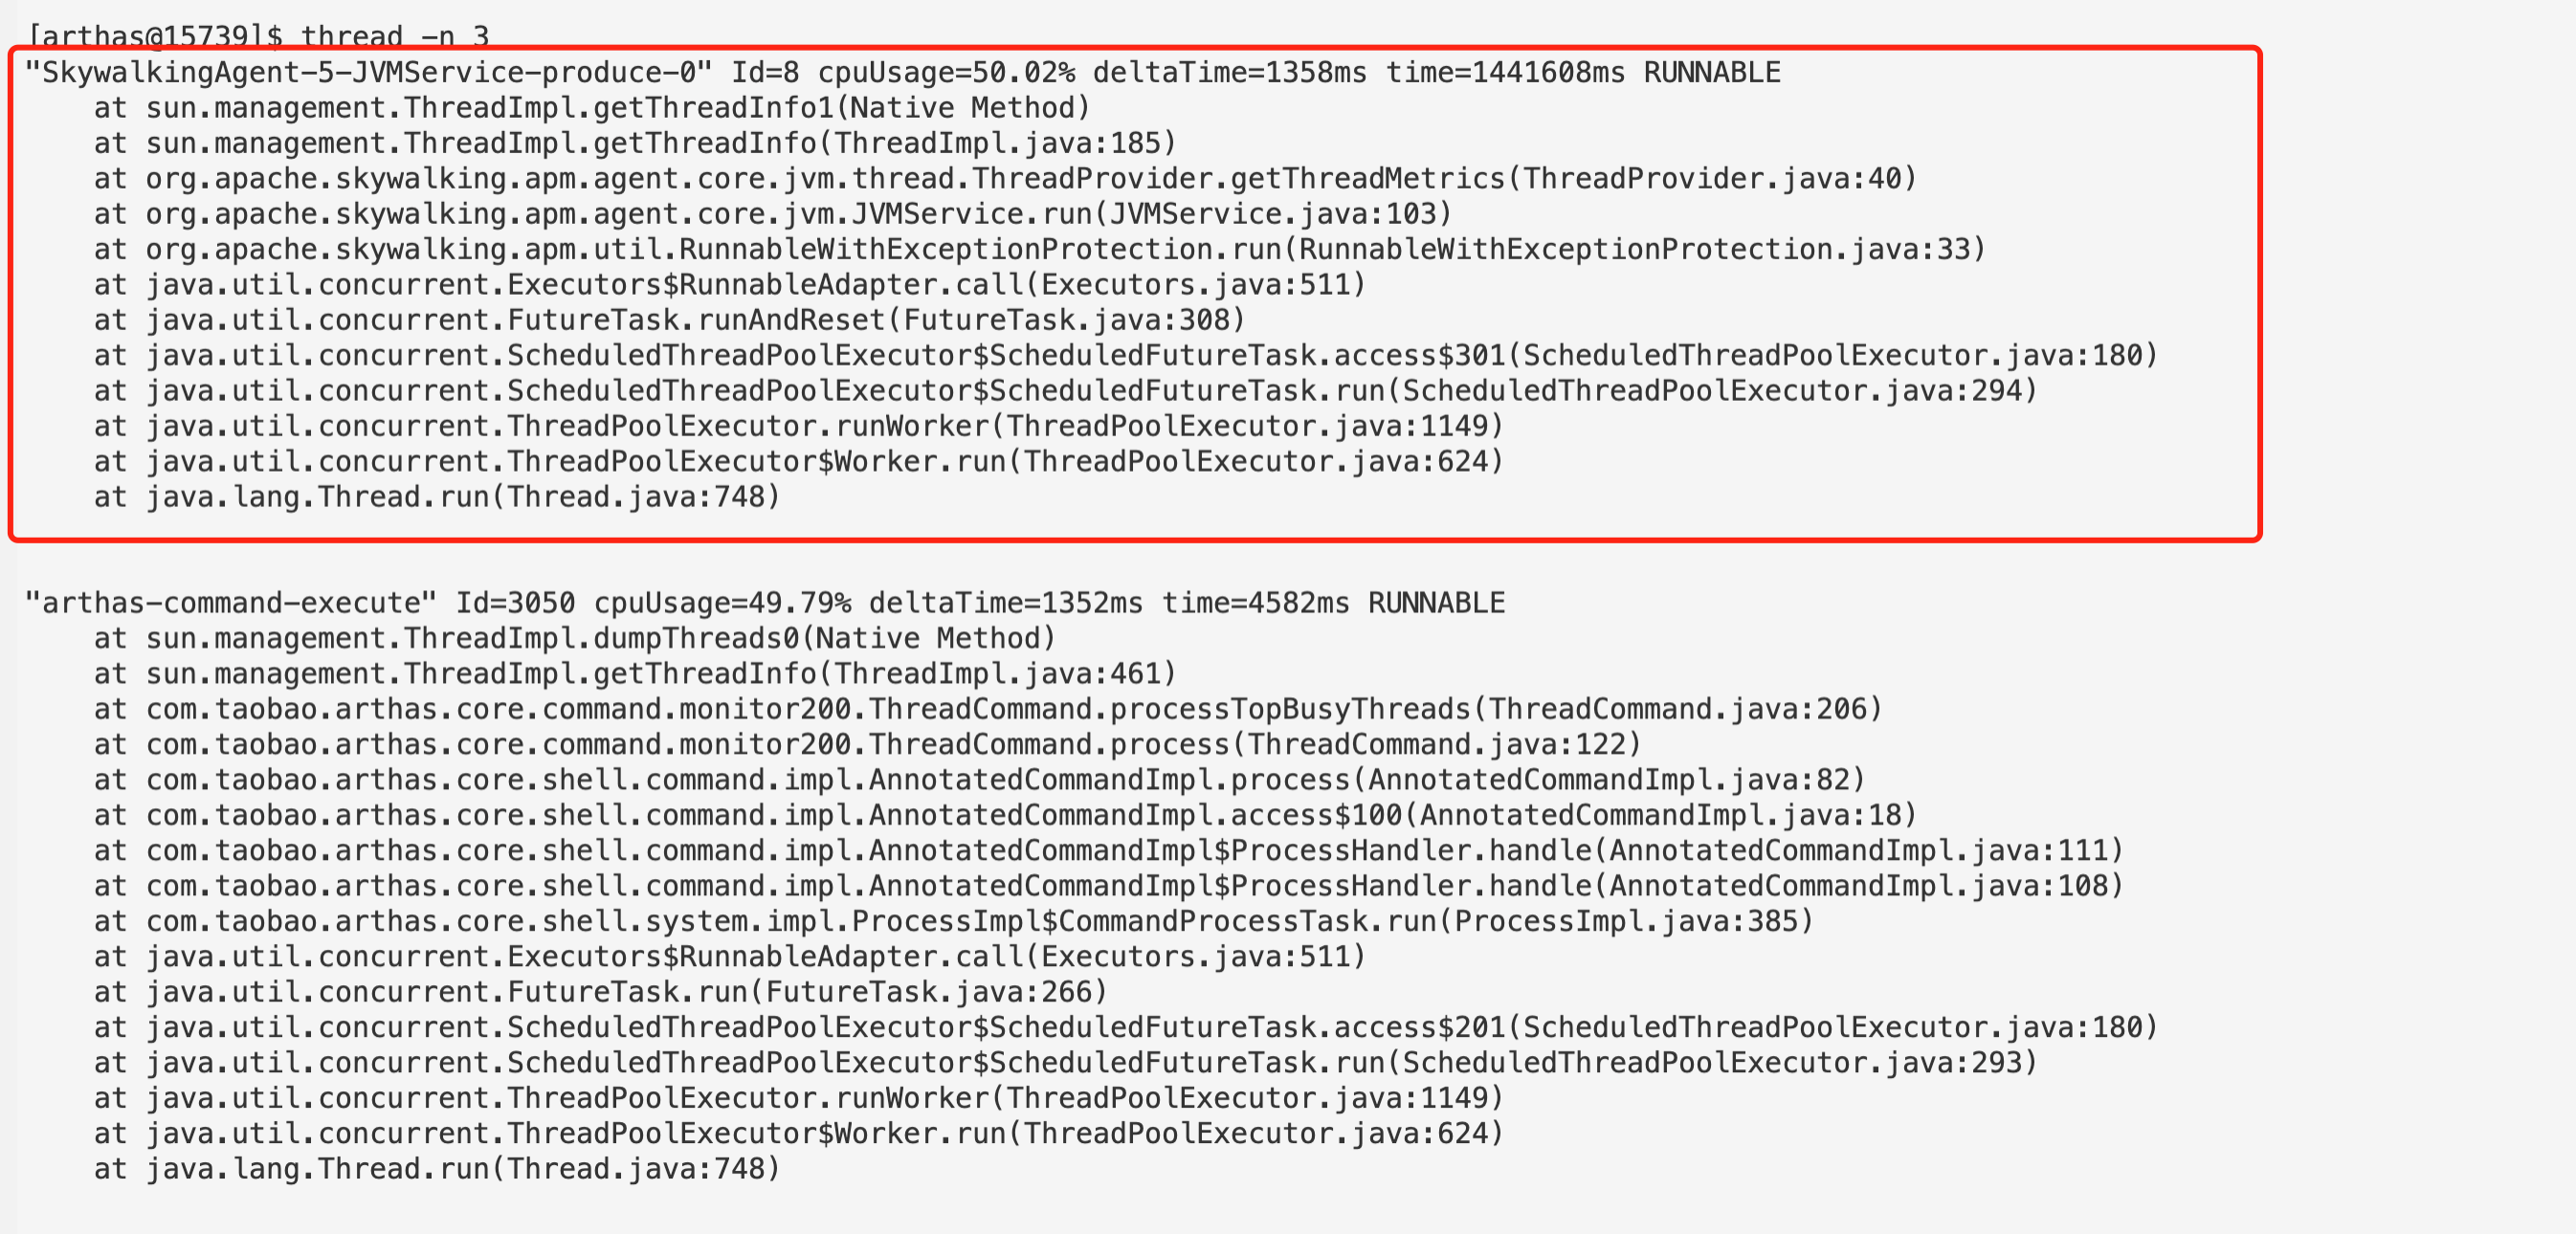 [arthas@15739]$ thread -n 3
"SkywalkingAgent-5-JVMService-produce-0" Id=8 cpuUsage=50.02% deltaTime=1358ms time=1441608ms RUNNABLE
    at sun.management.ThreadImpl.getThreadInfo1(Native Method)
    at sun.management.ThreadImpl.getThreadInfo(ThreadImpl.java:185)
    at org.apache.skywalking.apm.agent.core.jvm.thread.ThreadProvider.getThreadMetrics(ThreadProvider.java:40)
    at org.apache.skywalking.apm.agent.core.jvm.JVMService.run(JVMService.java:103)
    at org.apache.skywalking.apm.util.RunnableWithExceptionProtection.run(RunnableWithExceptionProtection.java:33)
    at java.util.concurrent.Executors$RunnableAdapter.call(Executors.java:511)
    at java.util.concurrent.FutureTask.runAndReset(FutureTask.java:308)
    at java.util.concurrent.ScheduledThreadPoolExecutor$ScheduledFutureTask.access$301(ScheduledThreadPoolExecutor.java:180)
    at java.util.concurrent.ScheduledThreadPoolExecutor$ScheduledFutureTask.run(ScheduledThreadPoolExecutor.java:294)
    at java.util.concurrent.ThreadPoolExecutor.runWorker(ThreadPoolExecutor.java:1149)
    at java.util.concurrent.ThreadPoolExecutor$Worker.run(ThreadPoolExecutor.java:624)
    at java.lang.Thread.run(Thread.java:748)
"arthas-command-execute" Id=3050 cpuUsage=49.79% deltaTime=1352ms time=4582ms RUNNABLE
    at sun.management.ThreadImpl.dumpThreads0(Native Method)
    at sun.management.ThreadImpl.getThreadInfo(ThreadImpl.java:461)
    at com.taobao.arthas.core.command.monitor200.ThreadCommand.processTopBusyThreads(ThreadCommand.java:206)
    at com.taobao.arthas.core.command.monitor200.ThreadCommand.process(ThreadCommand.java:122)
    at com.taobao.arthas.core.shell.command.impl.AnnotatedCommandImpl.process(AnnotatedCommandImpl.java:82)
    at com.taobao.arthas.core.shell.command.impl.AnnotatedCommandImpl.access$100(AnnotatedCommandImpl.java:18)
    at com.taobao.arthas.core.shell.command.impl.AnnotatedCommandImpl$ProcessHandler.handle(AnnotatedCommandImpl.java:111)
    at com.taobao.arthas.core.shell.command.impl.AnnotatedCommandImpl$ProcessHandler.handle(AnnotatedCommandImpl.java:108)
    at com.taobao.arthas.core.shell.system.impl.ProcessImpl$CommandProcessTask.run(ProcessImpl.java:385)
    at java.util.concurrent.Executors$RunnableAdapter.call(Executors.java:511)
    at java.util.concurrent.FutureTask.run(FutureTask.java:266)
    at java.util.concurrent.ScheduledThreadPoolExecutor$ScheduledFutureTask.access$201(ScheduledThreadPoolExecutor.java:180)
    at java.util.concurrent.ScheduledThreadPoolExecutor$ScheduledFutureTask.run(ScheduledThreadPoolExecutor.java:293)
    at java.util.concurrent.ThreadPoolExecutor.runWorker(ThreadPoolExecutor.java:1149)
    at java.util.concurrent.ThreadPoolExecutor$Worker.run(ThreadPoolExecutor.java:624)
    at java.lang.Thread.run(Thread.java:748)